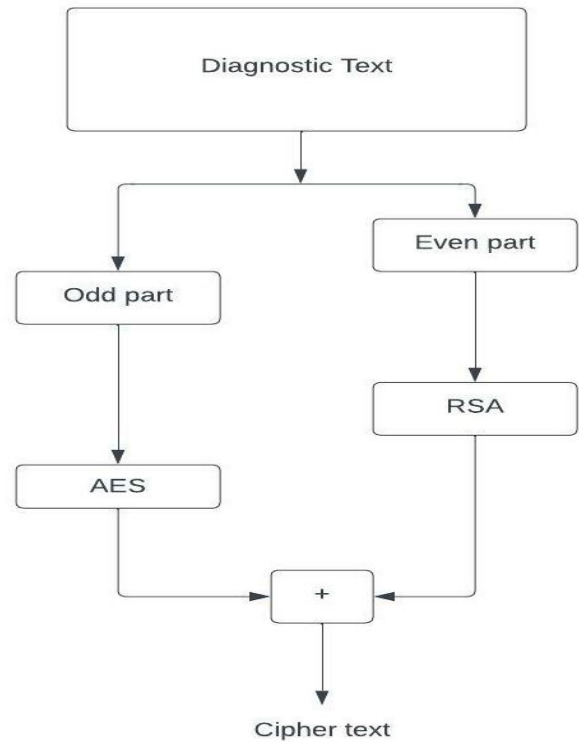 Diagnostic Text
Even part
Odd part
RSA
AES
+
Cipher text